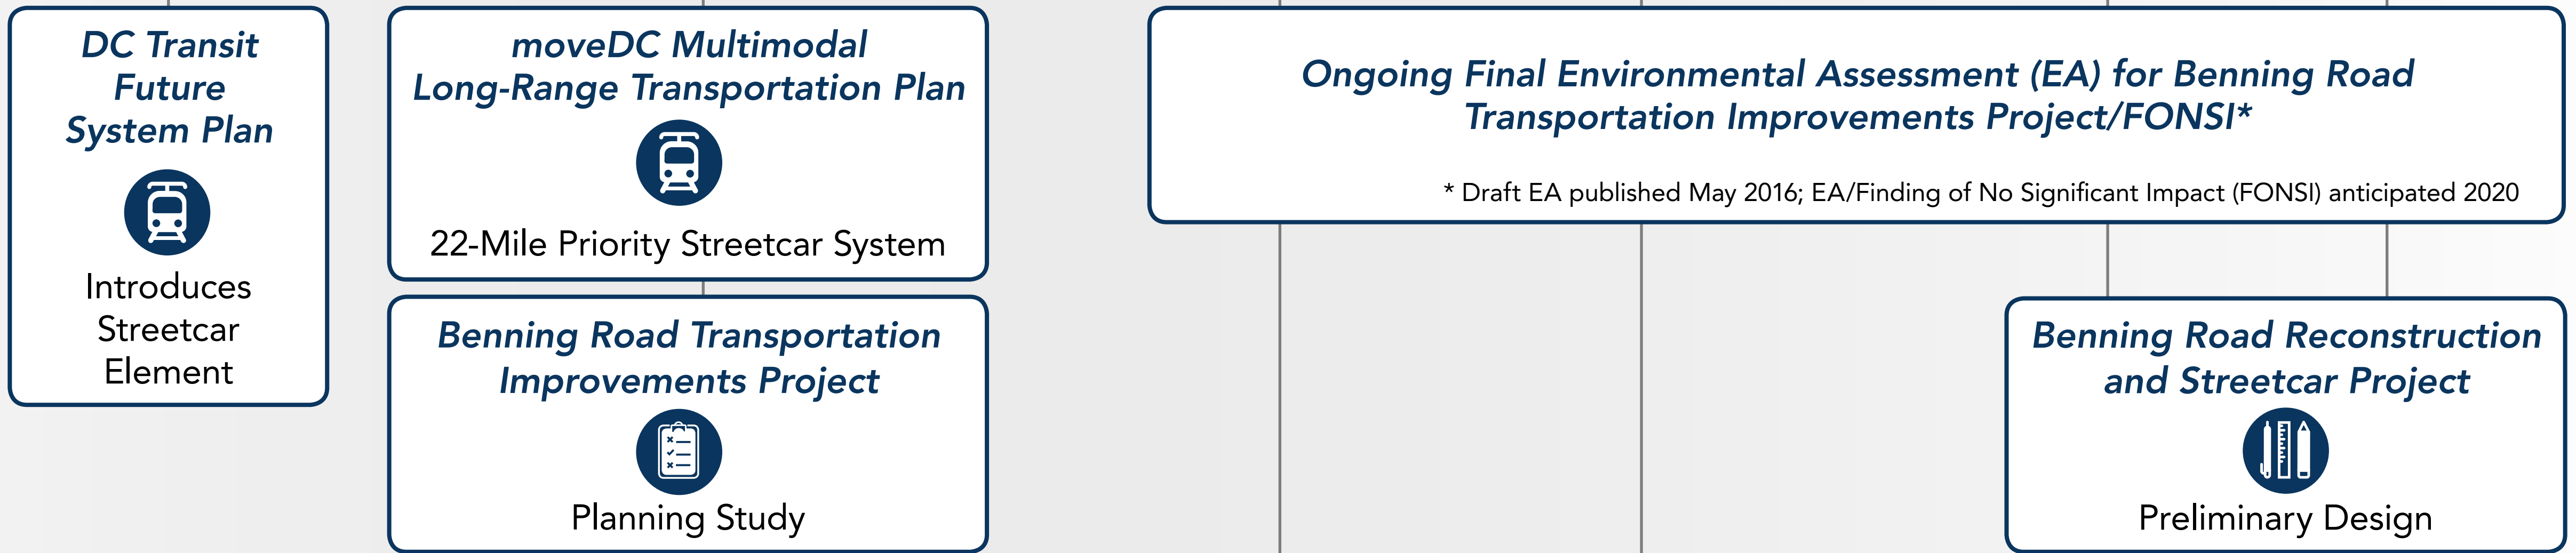 DC Transit
Future
System Plan
Introduces
Streetcar
Element
moveDC Multimodal
Long-Range Transportation Plan
22-Mile Priority Streetcar System
Benning Road Transportation
Improvements Project
Planning Study
Ongoing Final Environmental Assessment (EA) for Benning Road
Transportation Improvements Project/FONSI*
* Draft EA published May 2016; EA/Finding of No Significant Impact (FONSI) anticipated 2020
Benning Road Reconstruction
and Streetcar Project
Preliminary Design